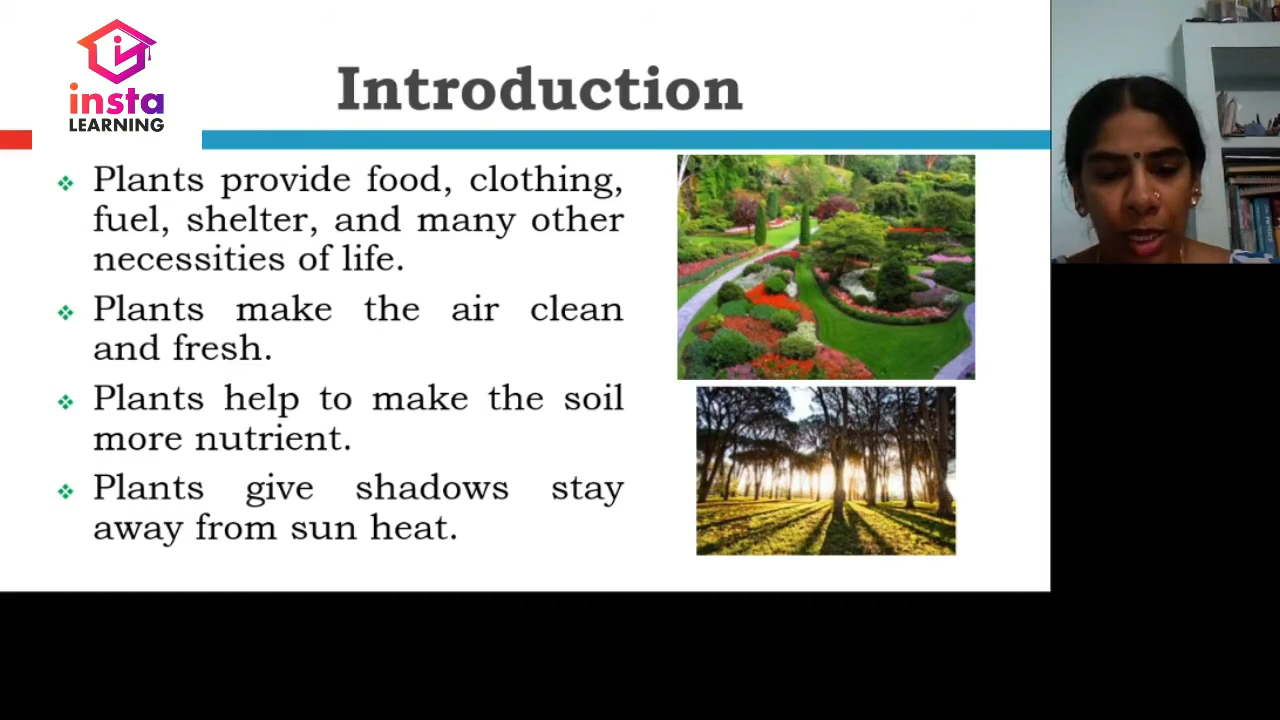 insta
LEARNING
Introduction
Plants provide food, clothing,
fuel, shelter, and many other
necessities of life.
Plants make the air clean
and fresh.
Plants help to make the soil
more nutrient.
Plants give shadows stay
away from sun heat.